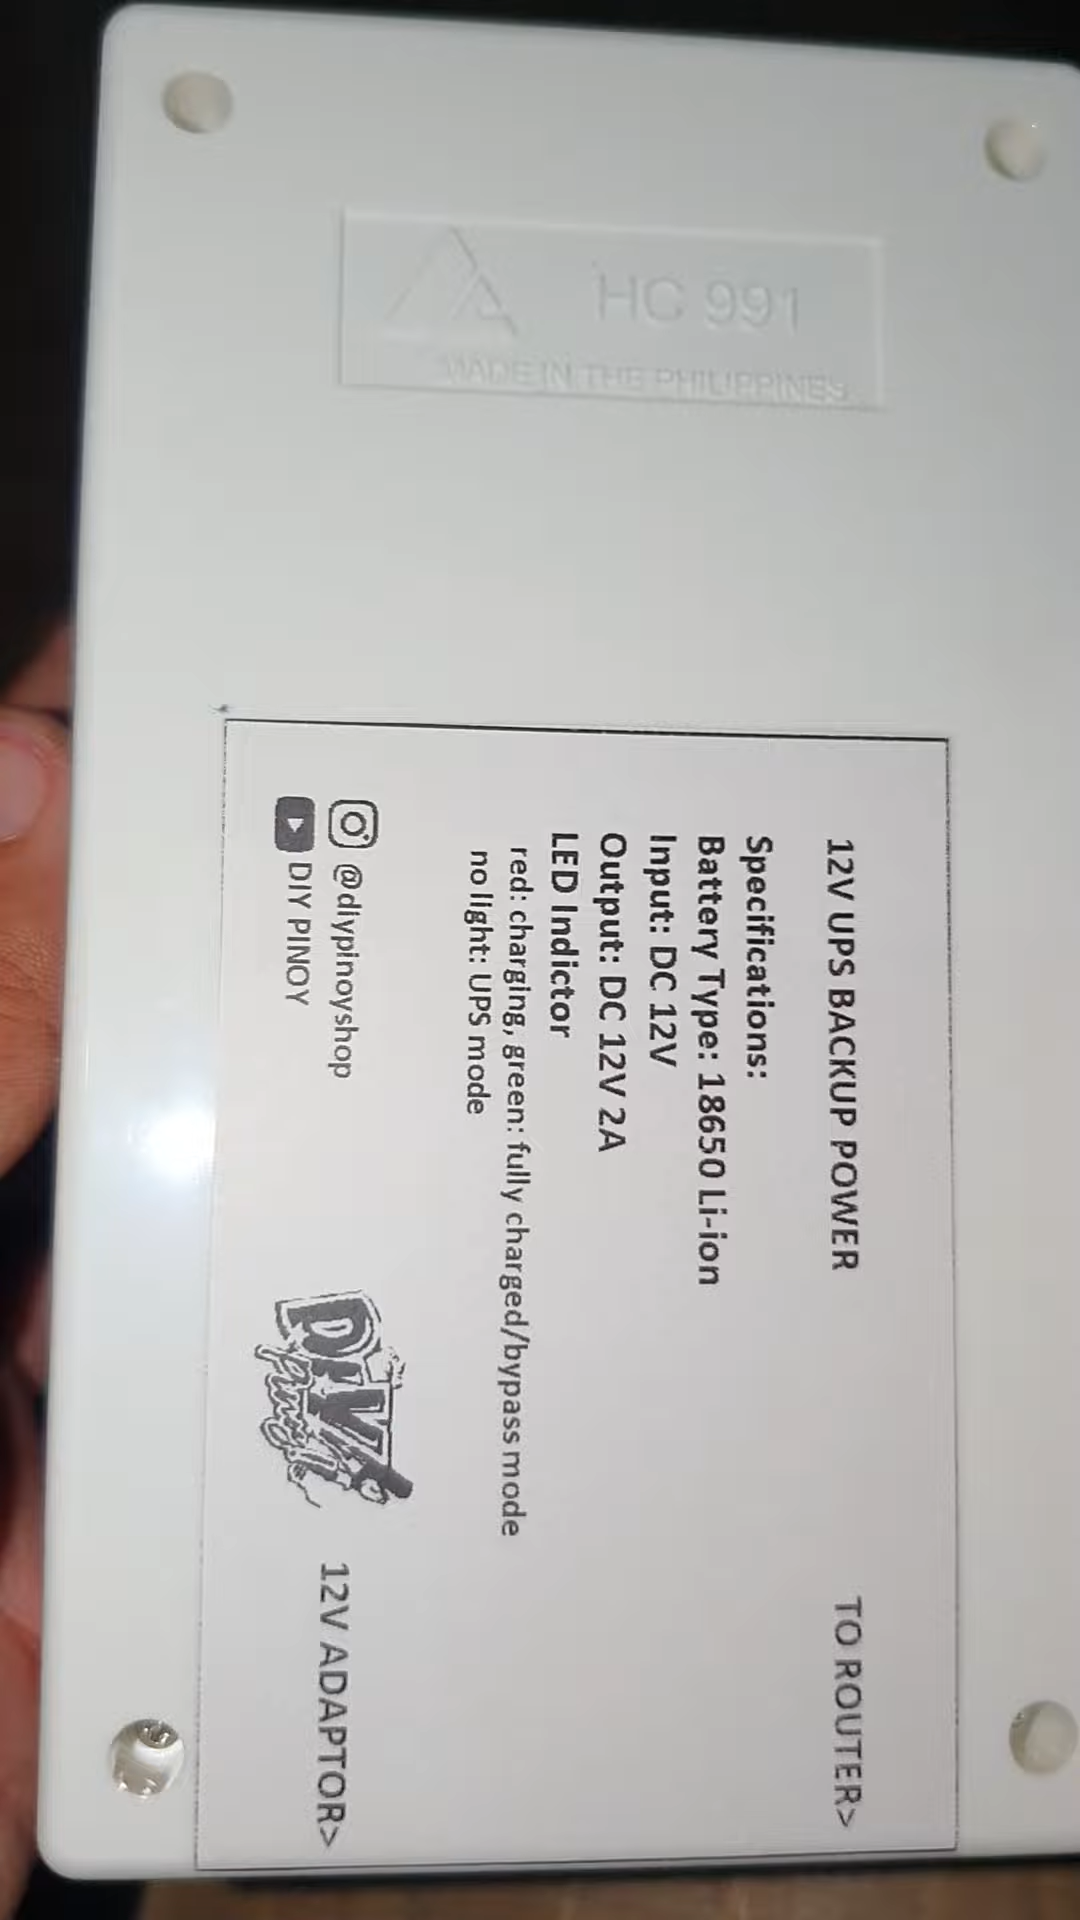 HC 991
MADE IN THE PHILIPPINES
12V UPS BACKUP POWER
TO ROUTER>
Specifications:
Battery Type: 18650 Li-ion
Input: DC 12V
Output: DC 12V 2A
LED Indictor
red: charging, green: fully charged/bypass mode
no light: UPS mode
@diypinoyshop
DIY PINOY
DIY
Pinoy
12V ADAPTOR>